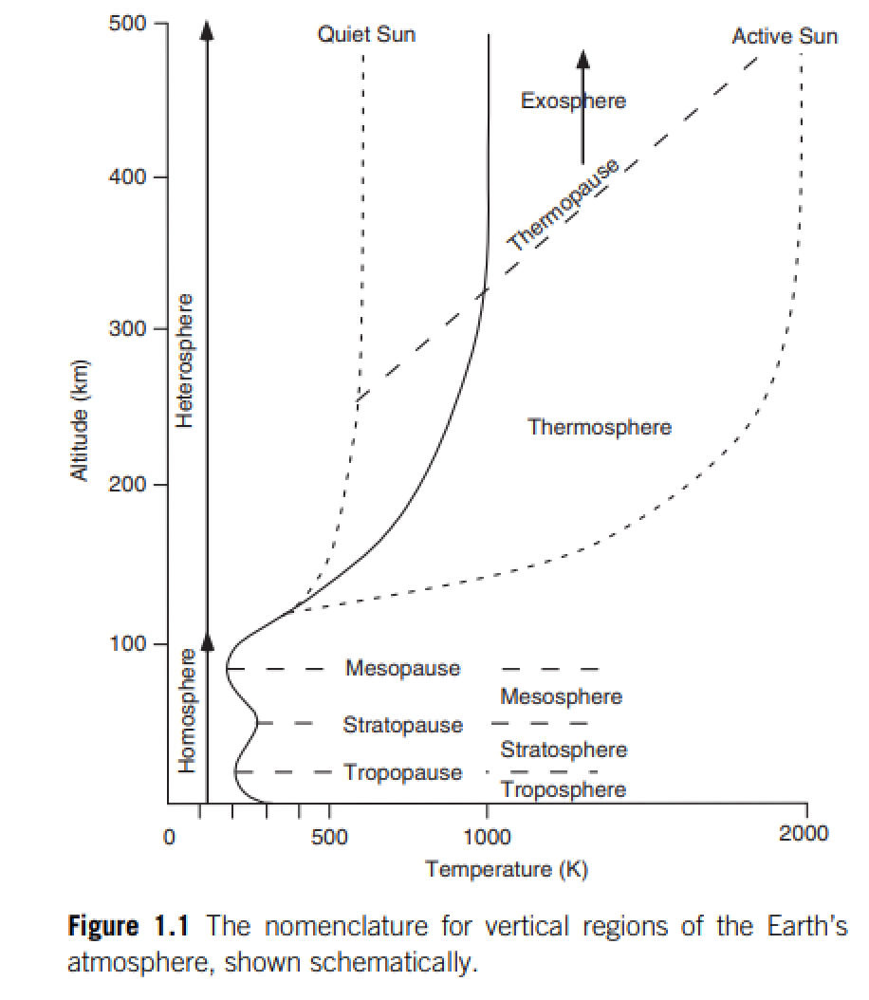 500
Quiet Sun
Active Sun
Exosphere
400
Thermopause
300
Heterosphere
Altitude (km)
Thermosphere
200
100
Mesopause
Mesosphere
Homosphere
Stratopause
Stratosphere
Tropopause
Troposphere
0 500 1000 2000
Temperature (K)
Figure 1.1 The nomenclature for vertical regions of the Earth's
atmosphere, shown schematically.